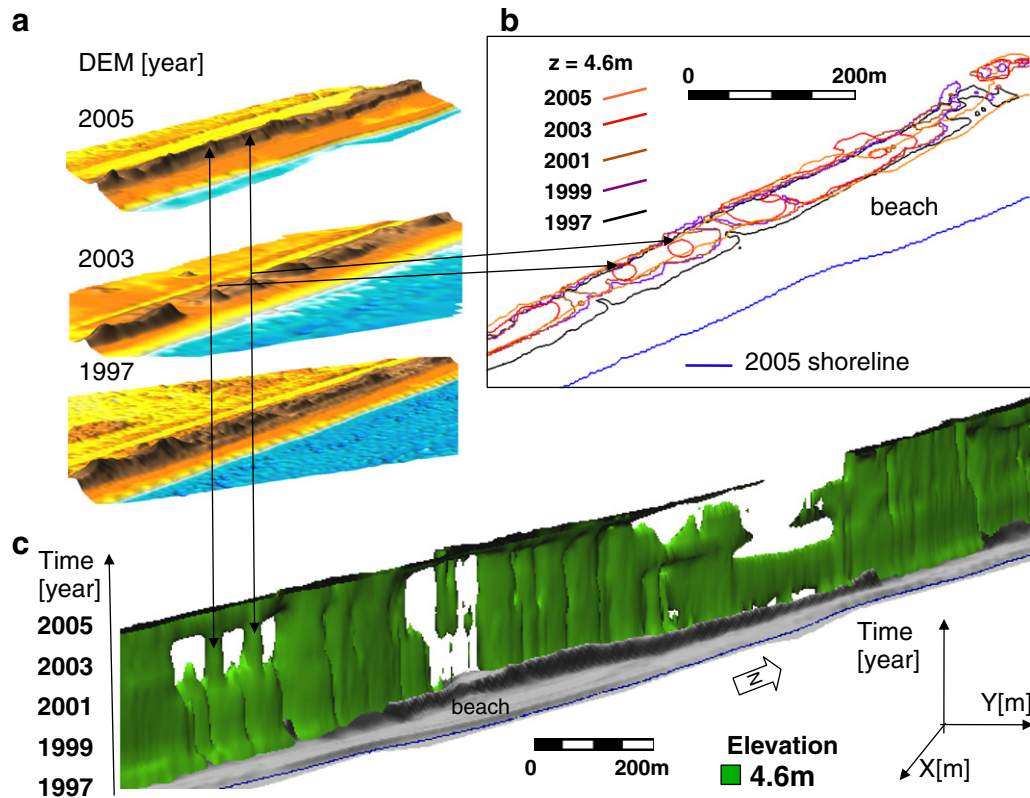 a
DEM [year]
2005
2003
1997
b
z = 4.6m
2005
2003
2001
1999
1997
0 200m
beach
2005 shoreline
c
Time
[year]
2005
2003
2001
1999
1997
beach
N
0 200m
Elevation
4.6m
Time
[year]
Y[m]
X[m]